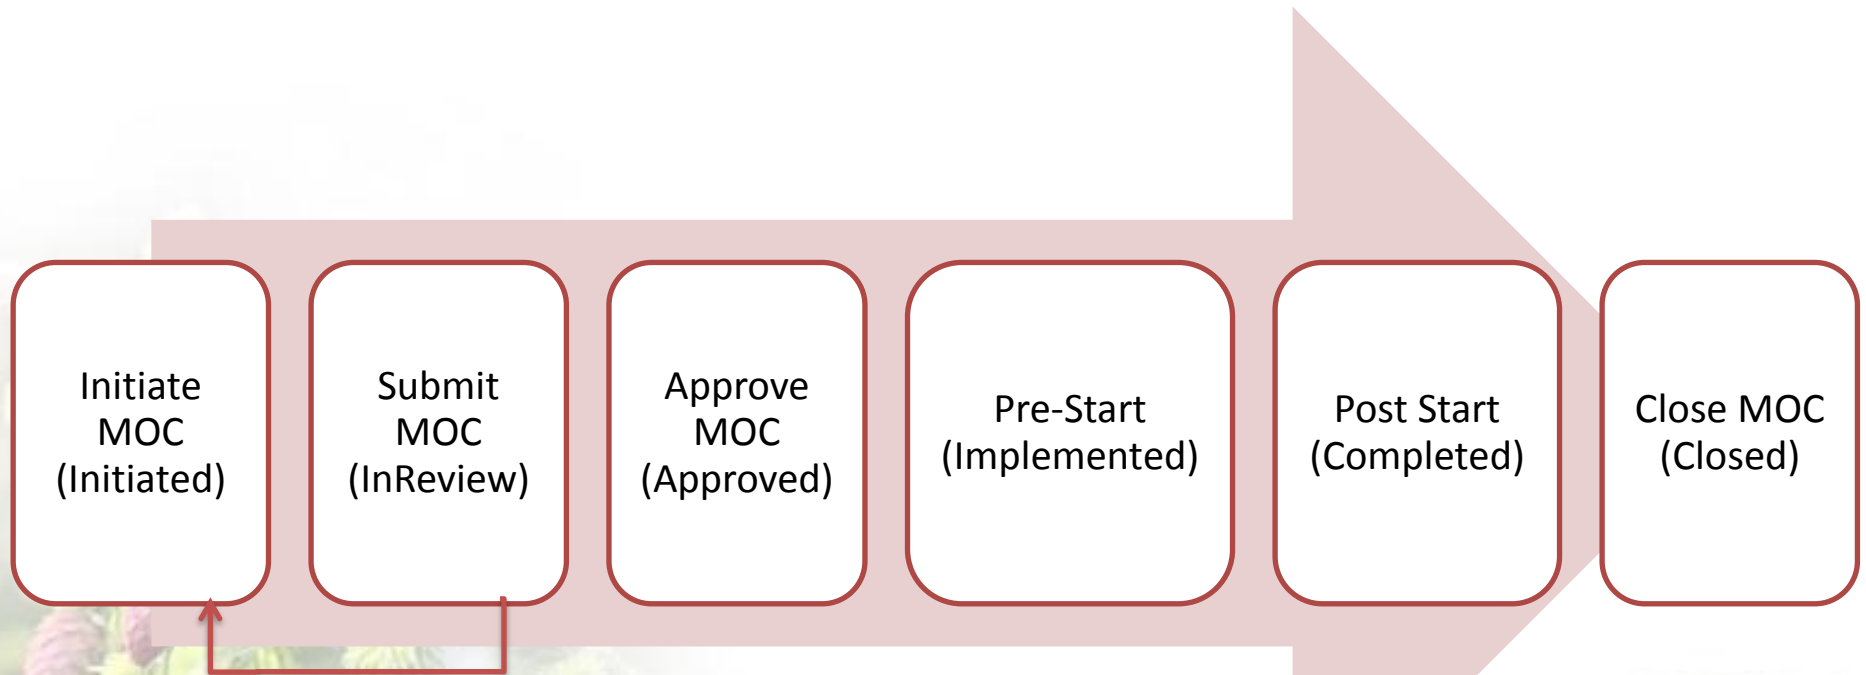 Initiate
MOC
(Initiated)
Submit
MOC
(InReview)
Approve
MOC
(Approved)
Pre-Start
(Implemented)
Post Start
(Completed)
Close MOC
(Closed)